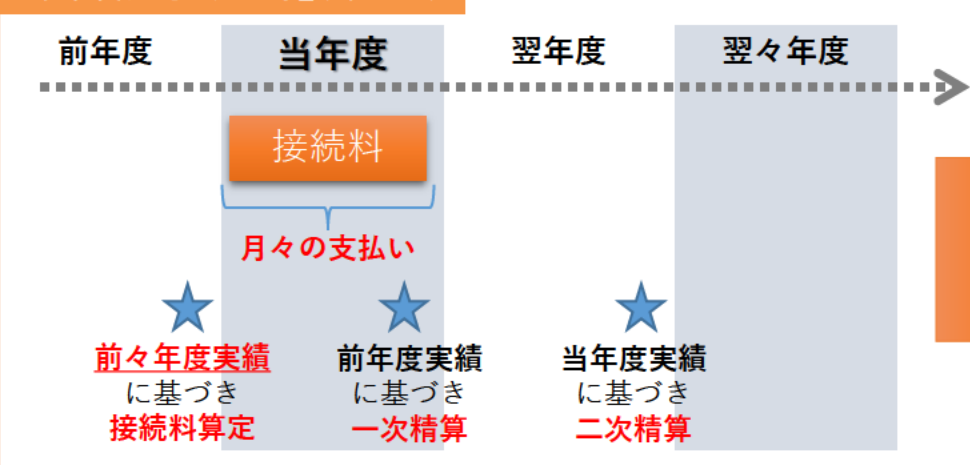 前年度
当年度
翌年度
翌々年度
接続料
月々の支払い
前々年度実績
に基づき
接続料算定
前年度実績
に基づき
一次精算
当年度実績
に基づき
二次精算